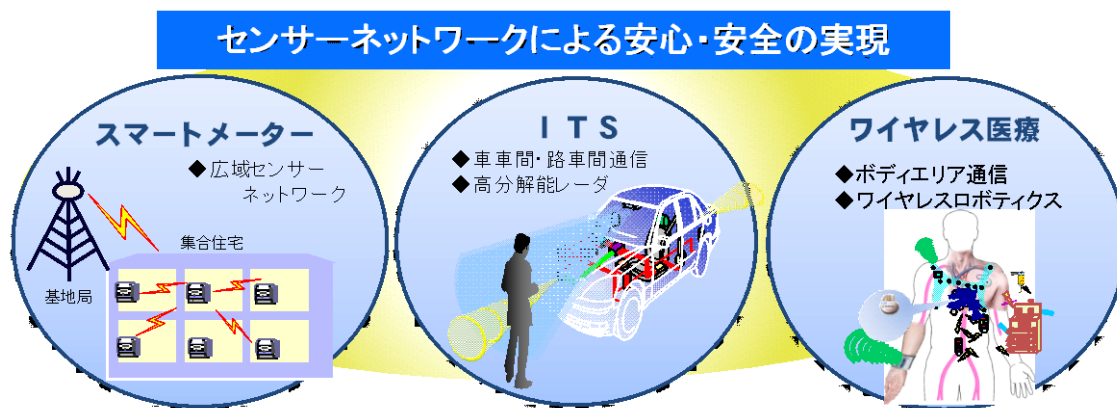 センサーネットワークによる安心・安全の実現
スマートメーター
◆広域センサー
ネットワーク
集合住宅
基地局
ITS
◆車車間・路車間通信
◆高分解能レーダ
ワイヤレス医療
◆ボディエリア通信
◆ワイヤレスロボティクス